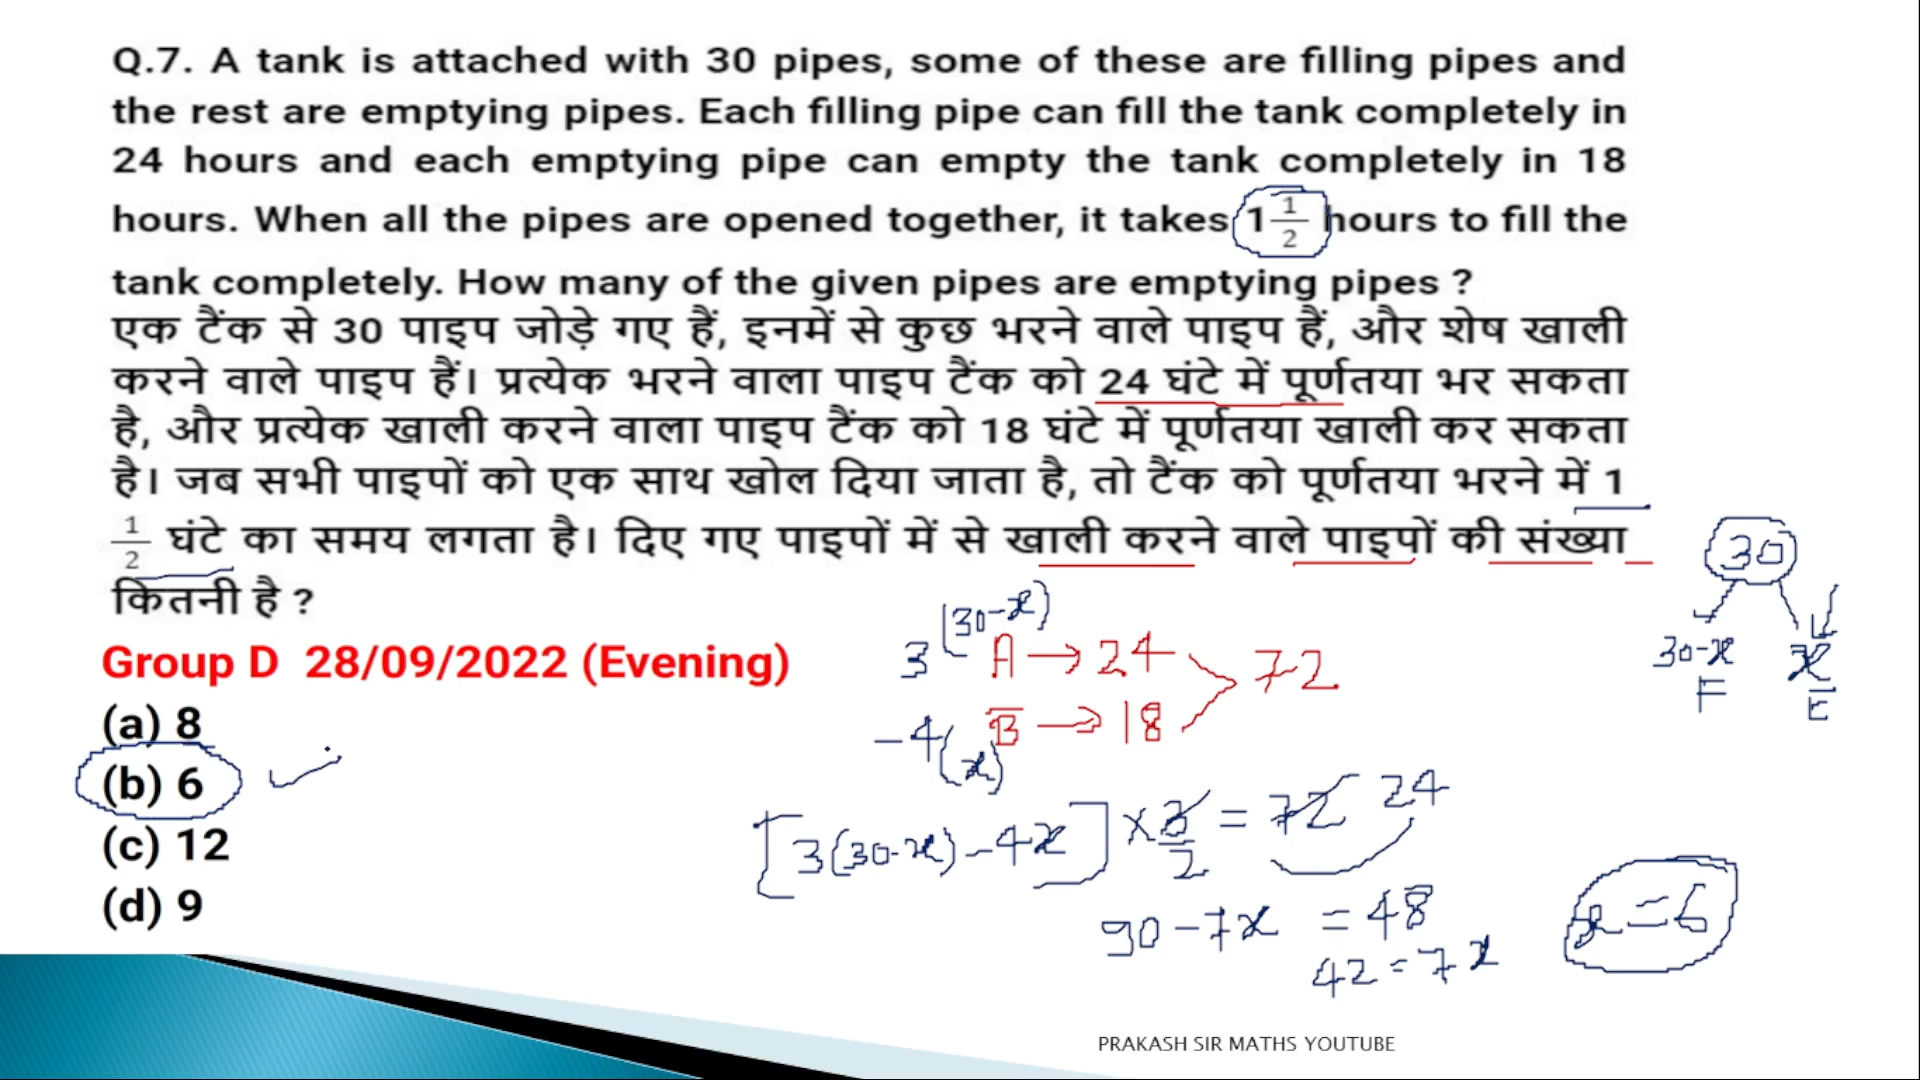 Q.7. A tank is attached with 30 pipes, some of these are filling pipes and
the rest are emptying pipes. Each filling pipe can fill the tank completely in
24 hours and each emptying pipe can empty the tank completely in 18
hours. When all the pipes are opened together, it takes 1 1/2 hours to fill the
tank completely. How many of the given pipes are emptying pipes ?
एक टैंक से 30 पाइप जोड़े गए हैं, इनमें से कुछ भरने वाले पाइप हैं, और शेष खाली
करने वाले पाइप हैं। प्रत्येक भरने वाला पाइप टैंक को 24 घंटे में पूर्णतया भर सकता
है, और प्रत्येक खाली करने वाला पाइप टैंक को 18 घंटे में पूर्णतया खाली कर सकता
है। जब सभी पाइपों को एक साथ खोल दिया जाता है, तो टैंक को पूर्णतया भरने में 1
1/2 घंटे का समय लगता है। दिए गए पाइपों में से खाली करने वाले पाइपों की संख्या
कितनी है ?
30
30-x x
F E
Group D 28/09/2022 (Evening)
(a) 8
(b) 6
(c) 12
(d) 9
3 (30-x) A → 24
72
-4(x) B → 18
[3(30-x)-4x] × 3/2 = 72 24
90-7x = 48
42 = 7x
x = 6
PRAKASH SIR MATHS YOUTUBE